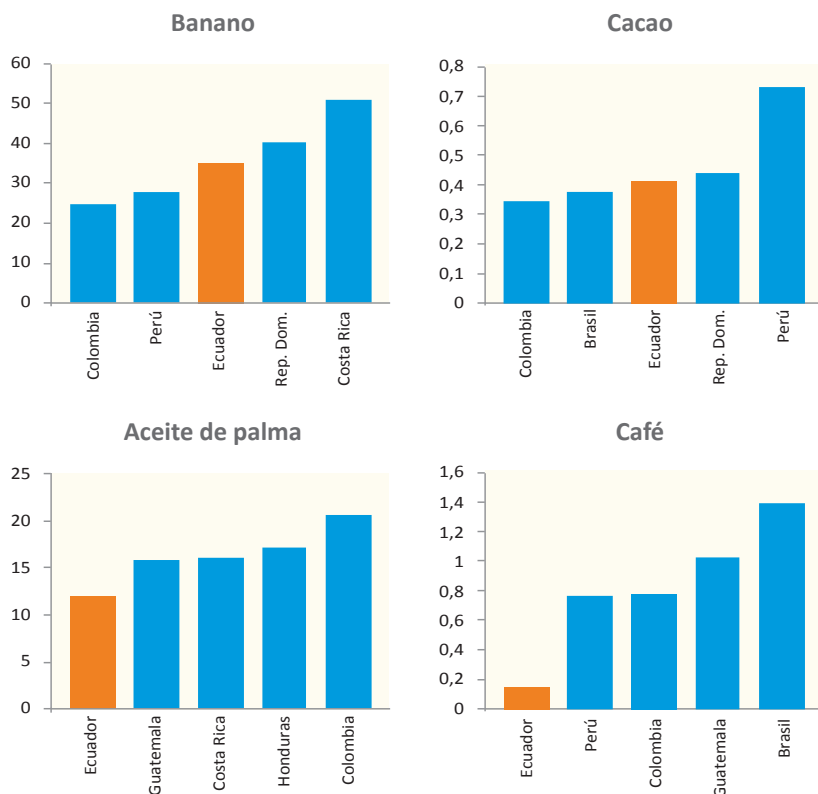 Banano
60
50
40
30
20
10
0
Colombia
Perú
Ecuador
Rep. Dom.
Costa Rica
Cacao
0,8
0,7
0,6
0,5
0,4
0,3
0,2
0,1
0
Colombia
Brasil
Ecuador
Rep. Dom.
Perú
Aceite de palma
25
20
15
10
5
0
Ecuador
Guatemala
Costa Rica
Honduras
Colombia
Café
1,6
1,4
1,2
1
0,8
0,6
0,4
0,2
0
Ecuador
Perú
Colombia
Guatemala
Brasil